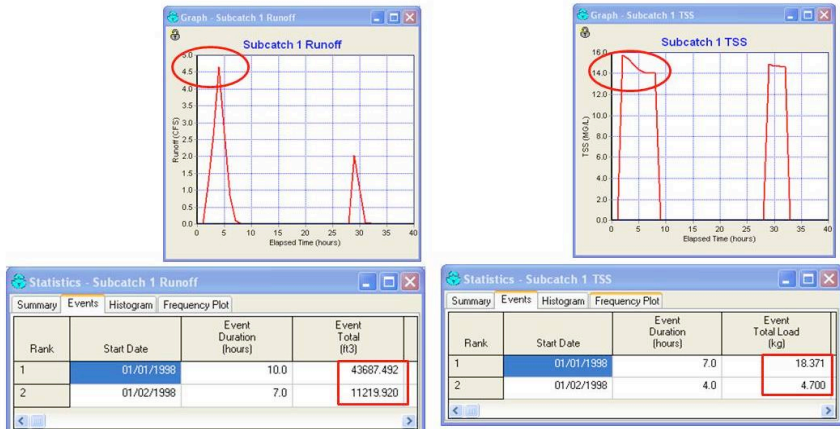 Graph - Subcatch 1 Runoff
Subcatch 1 Runoff
5.0
4.5
4.0
3.5
3.0
2.5
2.0
1.5
1.0
0.5
0.0
Runoff (CFS)
0 5 10 15 20 25 30 35 40
Elapsed Time (hours)
Graph - Subcatch 1 TSS
Subcatch 1 TSS
16.0
14.0
12.0
10.0
8.0
6.0
4.0
2.0
0.0
TSS (MG/L)
0 5 10 15 20 25 30 35 40
Elapsed Time (hours)
Statistics - Subcatch 1 Runoff
Summary Events Histogram Frequency Plot
Rank Start Date Event Duration (hours) Event Total (ft3)
1 01/01/1998 10.0 43687.492
2 01/02/1998 7.0 11219.920
Statistics - Subcatch 1 TSS
Summary Events Histogram Frequency Plot
Rank Start Date Event Duration (hours) Event Total Load (kg)
1 01/01/1998 7.0 18.371
2 01/02/1998 4.0 4.700